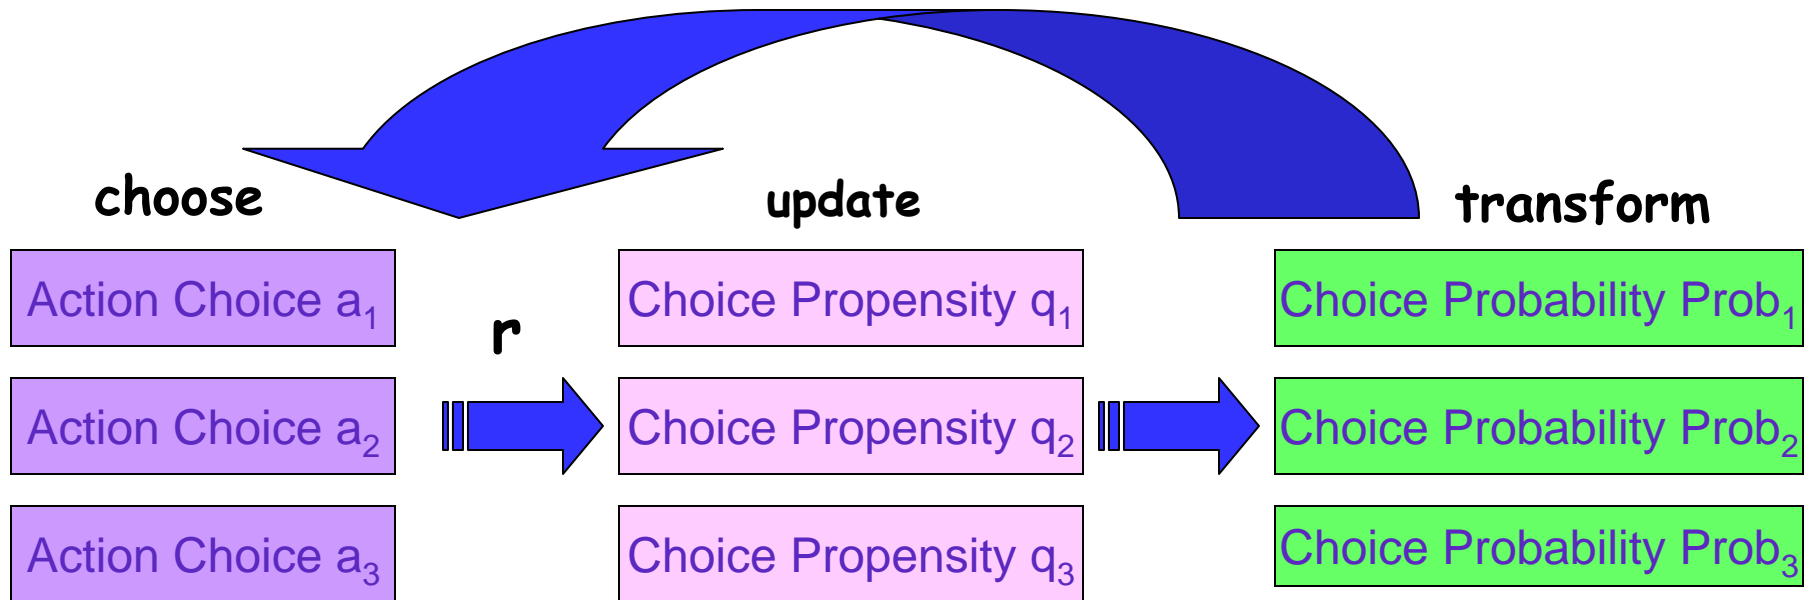 choose
update
transform
Action Choice a₁
r
Choice Propensity q₁
Choice Probability Prob₁
Action Choice a₂
Choice Propensity q₂
Choice Probability Prob₂
Action Choice a₃
Choice Propensity q₃
Choice Probability Prob₃